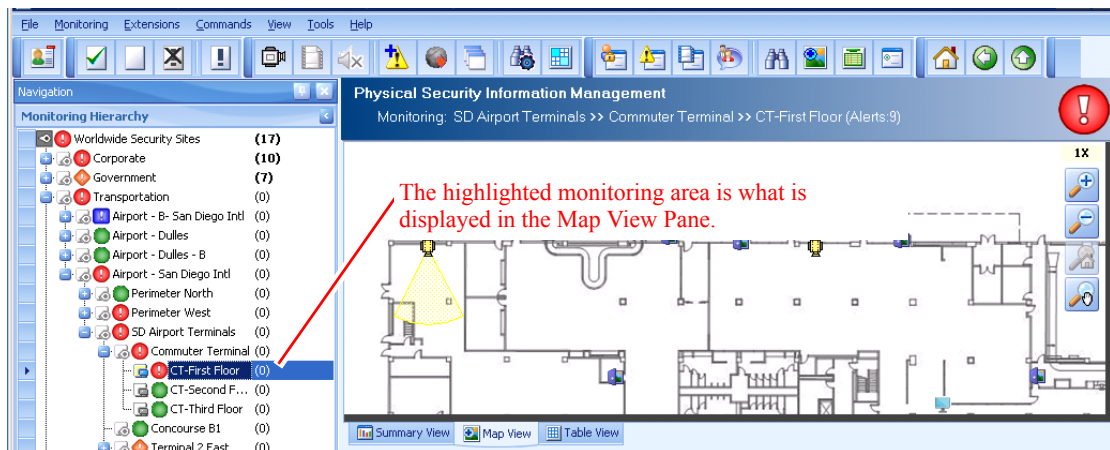 File Monitoring Extensions Commands View Tools Help
Navigation
Monitoring Hierarchy
Worldwide Security Sites (17)
Corporate (10)
Government (7)
Transportation (0)
Airport - B- San Diego Intl (0)
Airport - Dulles (0)
Airport - Dulles - B (0)
Airport - San Diego Intl (0)
Perimeter North (0)
Perimeter West (0)
SD Airport Terminals (0)
Commuter Terminal (0)
CT-First Floor (0)
CT-Second F... (0)
CT-Third Floor (0)
Concourse B1 (0)
Terminal 2 East (0)
Physical Security Information Management
Monitoring: SD Airport Terminals >> Commuter Terminal >> CT-First Floor (Alerts:9)
1X
The highlighted monitoring area is what is
displayed in the Map View Pane.
Summary View Map View Table View